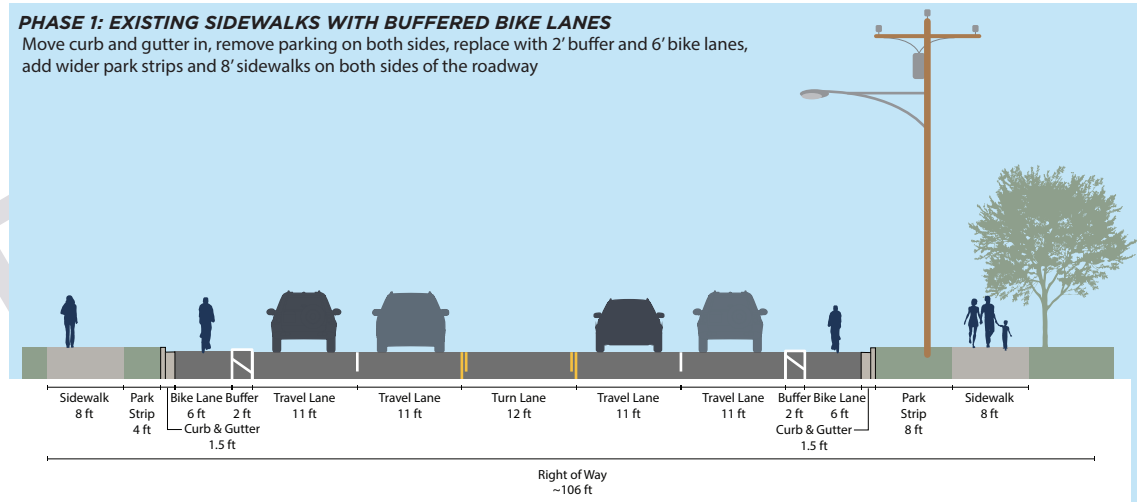 PHASE 1: EXISTING SIDEWALKS WITH BUFFERED BIKE LANES
Move curb and gutter in, remove parking on both sides, replace with 2' buffer and 6' bike lanes,
add wider park strips and 8' sidewalks on both sides of the roadway
Sidewalk
8 ft
Park
Strip
4 ft
Bike Lane
6 ft
Buffer
2 ft
Curb & Gutter
1.5 ft
Travel Lane
11 ft
Travel Lane
11 ft
Turn Lane
12 ft
Travel Lane
11 ft
Travel Lane
11 ft
Buffer
2 ft
Bike Lane
6 ft
Curb & Gutter
1.5 ft
Park
Strip
8 ft
Sidewalk
8 ft
Right of Way
~106 ft